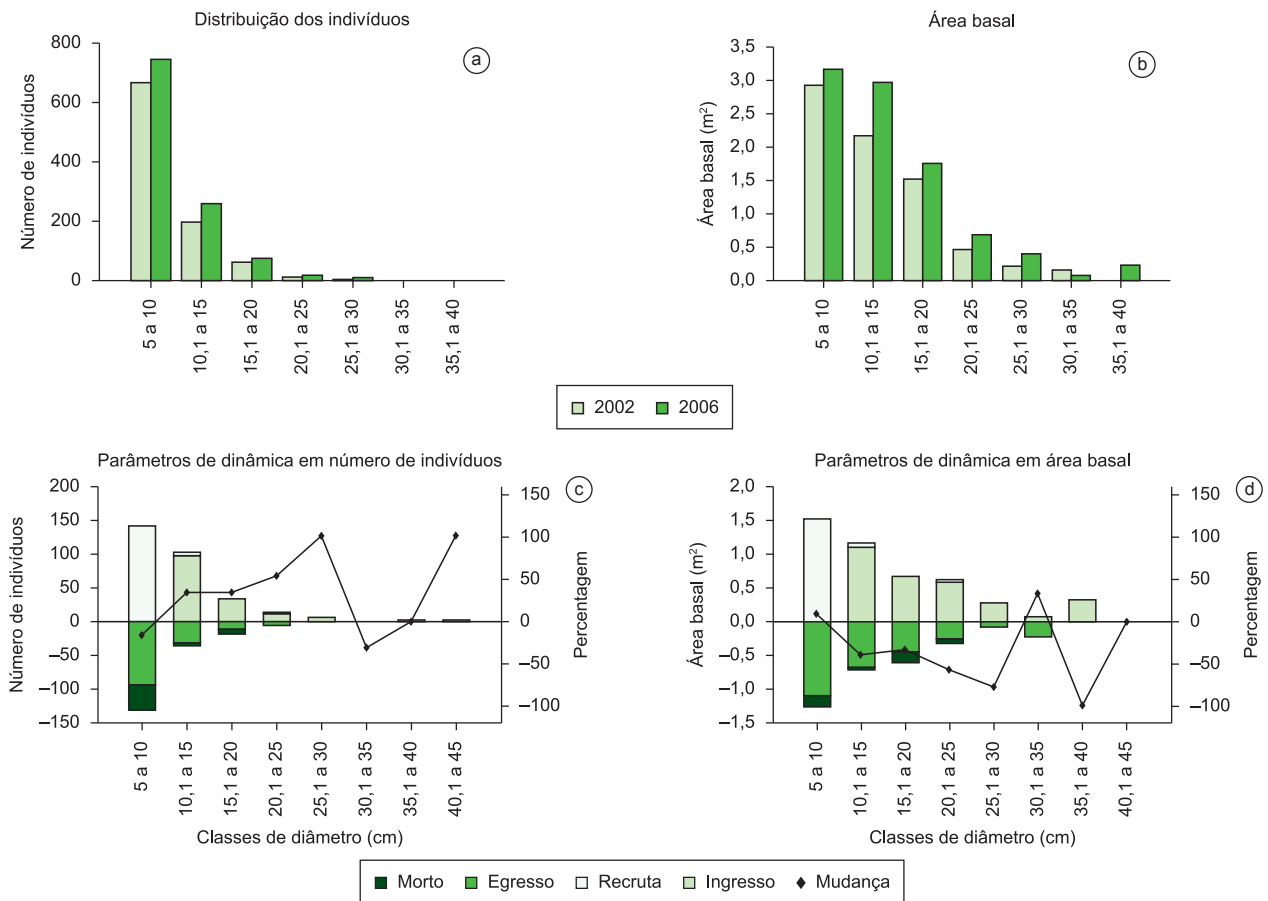 Distribuição dos indivíduos
a
Número de indivíduos
800
600
400
200
0
5 a 10
10,1 a 15
15,1 a 20
20,1 a 25
25,1 a 30
30,1 a 35
35,1 a 40
Área basal
b
Área basal (m²)
3,5
3,0
2,5
2,0
1,5
1,0
0,5
0,0
5 a 10
10,1 a 15
15,1 a 20
20,1 a 25
25,1 a 30
30,1 a 35
35,1 a 40
2002 2006
Parâmetros de dinâmica em número de indivíduos
c
Número de indivíduos
200
150
100
50
0
–50
–100
–150
150
100
50
0
–50
–100
Percentagem
5 a 10
10,1 a 15
15,1 a 20
20,1 a 25
25,1 a 30
30,1 a 35
35,1 a 40
40,1 a 45
Classes de diâmetro (cm)
Parâmetros de dinâmica em área basal
d
Área basal (m²)
2,0
1,5
1,0
0,5
0,0
–0,5
–1,0
–1,5
150
100
50
0
–50
–100
Percentagem
5 a 10
10,1 a 15
15,1 a 20
20,1 a 25
25,1 a 30
30,1 a 35
35,1 a 40
40,1 a 45
Classes de diâmetro (cm)
Morto Egresso Recruta Ingresso Mudança